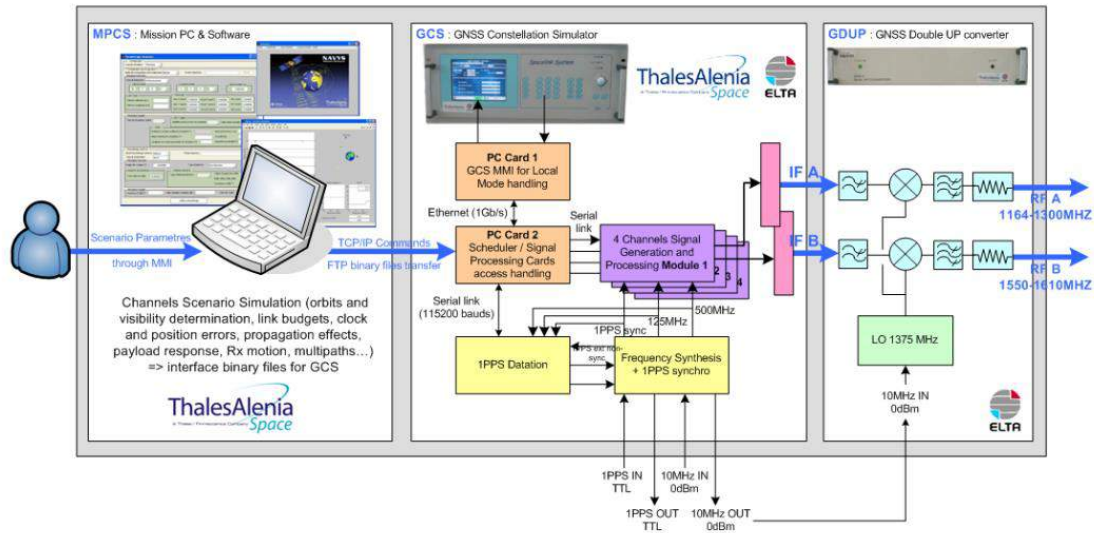 MPCS : Mission PC & Software
NAVYS
Scenario Parametres
through MMI
TCP/IP Commands
FTP binary files transfer
Channels Scenario Simulation (orbits and
visibility determination, link budgets, clock
and position errors, propagation effects,
payload response, Rx motion, multipaths...)
=> interface binary files for GCS
ThalesAlenia
Space
GCS : GNSS Constellation Simulator
ThalesAlenia
Space
ELTA
PC Card 1
GCS MMI for Local
Mode handling
Ethernet (1Gb/s)
PC Card 2
Scheduler / Signal
Processing Cards
access handling
Serial
link
4 Channels Signal
Generation and
Processing Module 1
2
3
4
Serial link
(115200 bauds)
500MHz
125MHz
1PPS sync
1PPS Datation
Frequency Synthesis
+ 1PPS synchro
1PPS IN
TTL
1PPS OUT
TTL
10MHz IN
0dBm
10MHz OUT
0dBm
GDUP : GNSS Double UP converter
IF A
IF B
RF A
1164-1300MHZ
RF B
1550-1610MHZ
LO 1375 MHz
10MHz IN
0dBm
ELTA